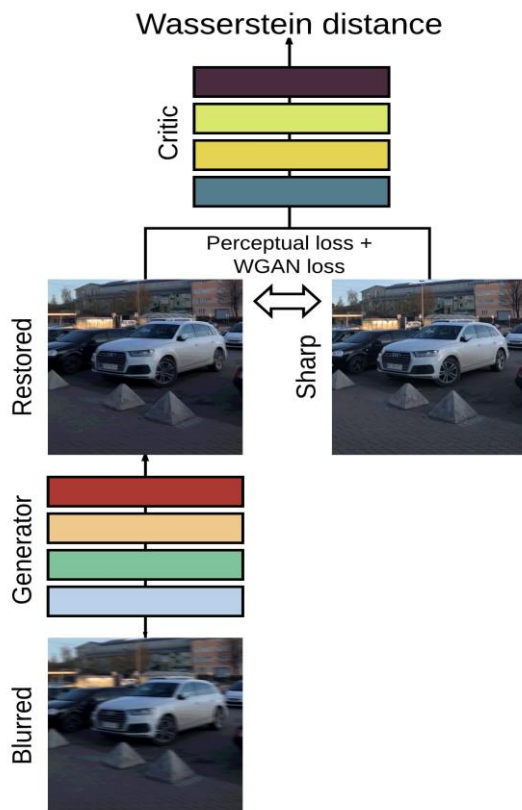 Wasserstein distance
Critic
Perceptual loss +
WGAN loss
Restored
Sharp
Generator
Blurred